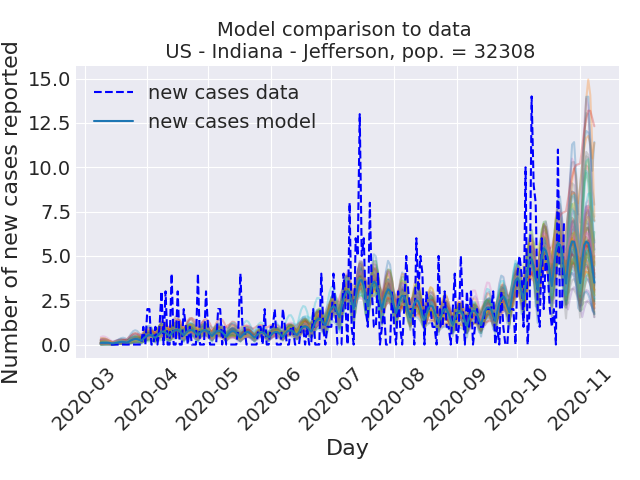 Model comparison to data
US - Indiana - Jefferson, pop. = 32308
Number of new cases reported
15.0
12.5
10.0
7.5
5.0
2.5
0.0
new cases data
new cases model
2020-03
2020-04
2020-05
2020-06
2020-07
2020-08
2020-09
2020-10
2020-11
Day